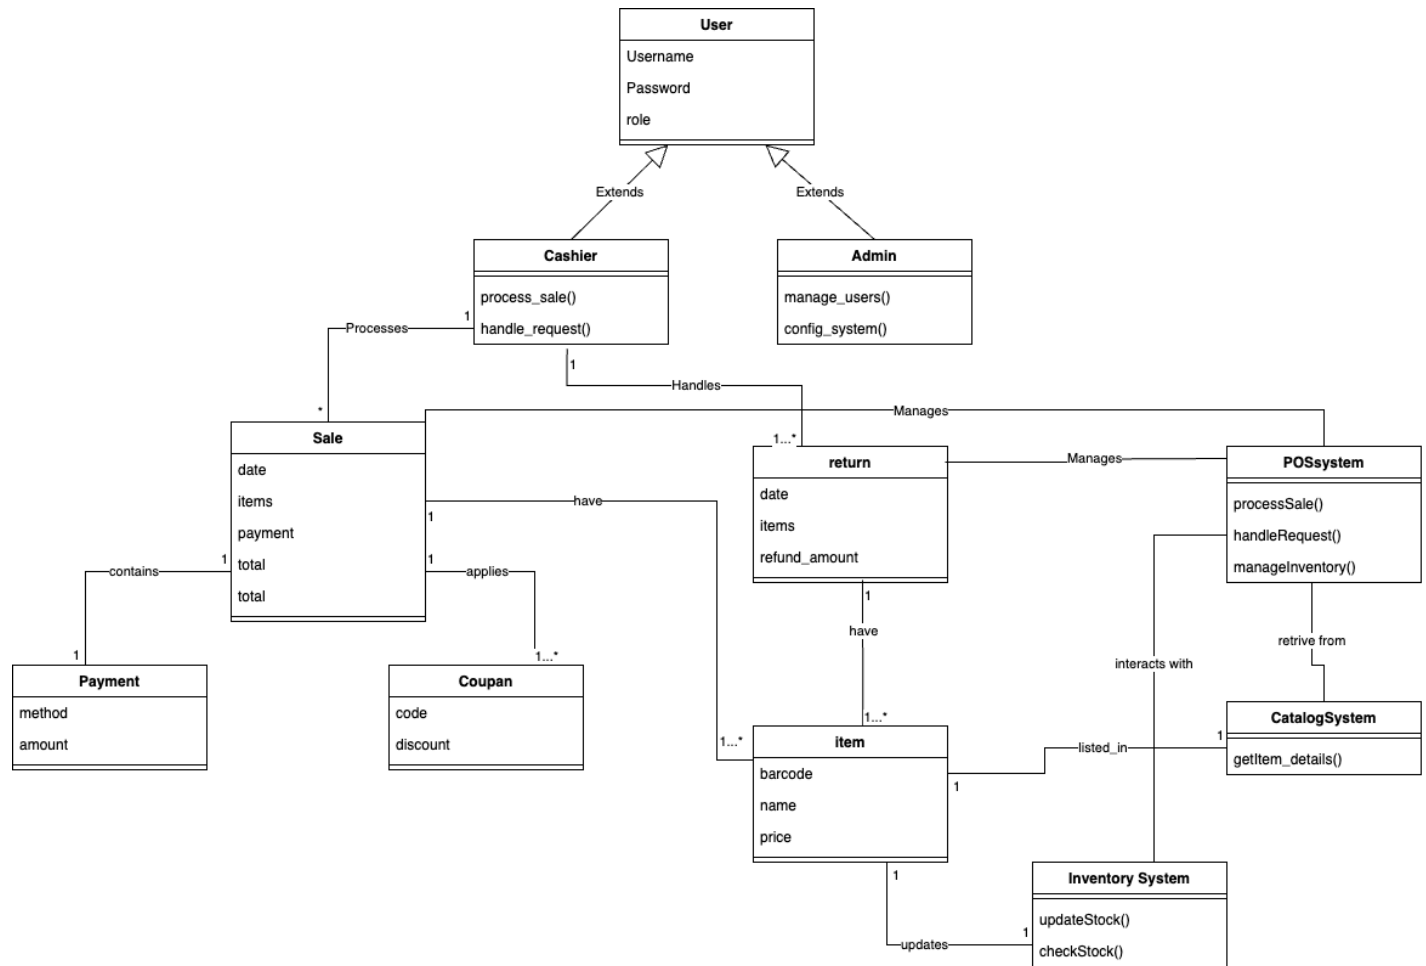 User
Username
Password
role
Extends
Extends
Cashier
process_sale()
handle_request()
Admin
manage_users()
config_system()
1
Processes
*
1
Handles
1...*
Manages
Sale
date
items
payment
total
total
return
date
items
refund_amount
Manages
POSsystem
processSale()
handleRequest()
manageInventory()
have
1
1...*
1
contains
1
1
applies
1...*
1
have
1...*
interacts with
retrive from
Payment
method
amount
Coupan
code
discount
item
barcode
name
price
1
listed_in
1
CatalogSystem
getItem_details()
1
updates
1
Inventory System
updateStock()
checkStock()